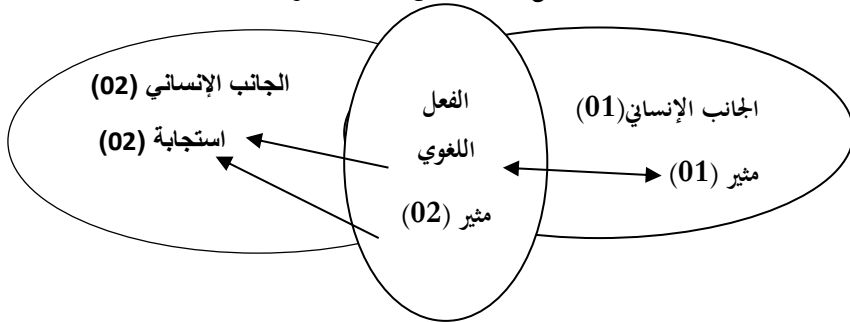 الجانب الإنساني(01)
مثير (01)
الفعل
اللغوي
مثير (02)
الجانب الإنساني (02)
استجابة (02)